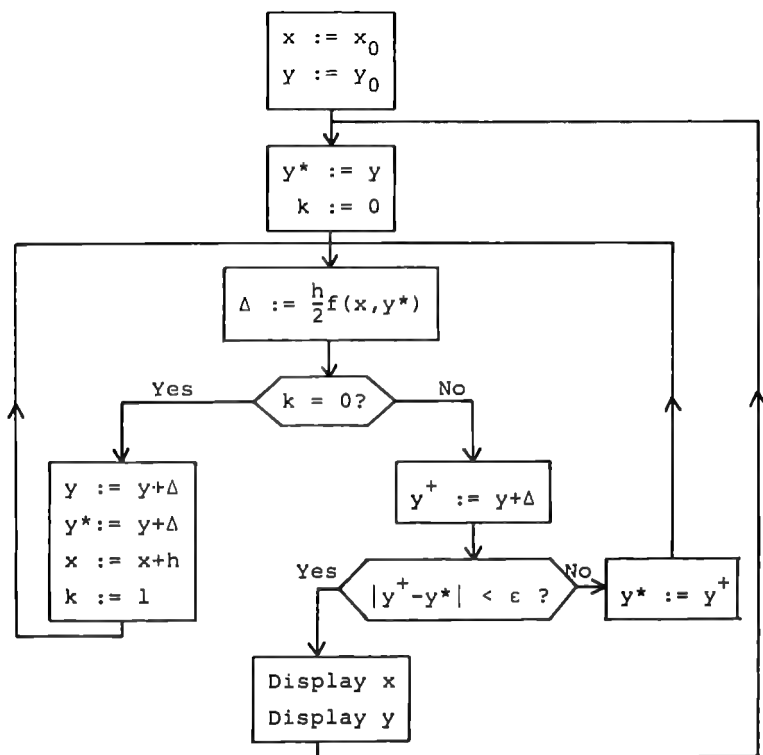 x := x₀
y := y₀
y* := y
k := 0
Δ := h/2 f(x,y*)
k = 0?
Yes
No
y := y+Δ
y*:= y+Δ
x := x+h
k := 1
y⁺ := y+Δ
|y⁺-y*| < ε ?
Yes
No
y* := y⁺
Display x
Display y